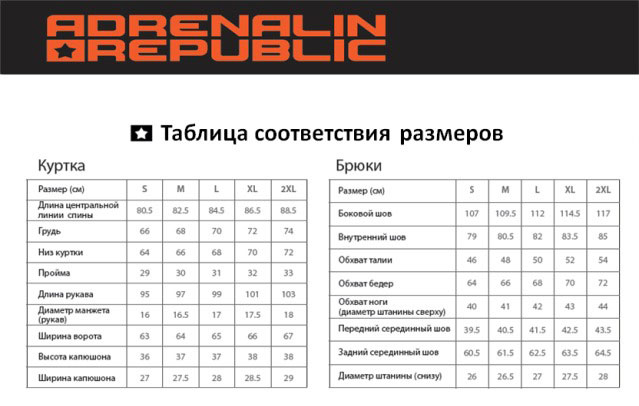 ADRENALIN
REPUBLIC
Таблица соответствия размеров
Куртка
Размер (см) S M L XL 2XL
Длина центральной
линии спины 80.5 82.5 84.5 86.5 88.5
Грудь 66 68 70 72 74
Низ куртки 64 66 68 70 72
Пройма 29 30 31 32 33
Длина рукава 95 97 99 101 103
Диаметр манжета
(рукав) 16 16.5 17 17.5 18
Ширина ворота 63 64 65 66 67
Высота капюшона 36 37 37 38 38
Ширина капюшона 27 27.5 28 28.5 29
Брюки
Размер (см) S M L XL 2XL
Боковой шов 107 109.5 112 114.5 117
Внутренний шов 79 80.5 82 83.5 85
Обхват талии 46 48 50 52 54
Обхват бедер 64 66 68 70 72
Обхват ноги
(диаметр штанины сверху) 40 41 42 43 44
Передний серединный шов 39.5 40.5 41.5 42.5 43.5
Задний серединный шов 60.5 61.5 62.5 63.5 64.5
Диаметр штанины (снизу) 26 26.5 27 27.5 28